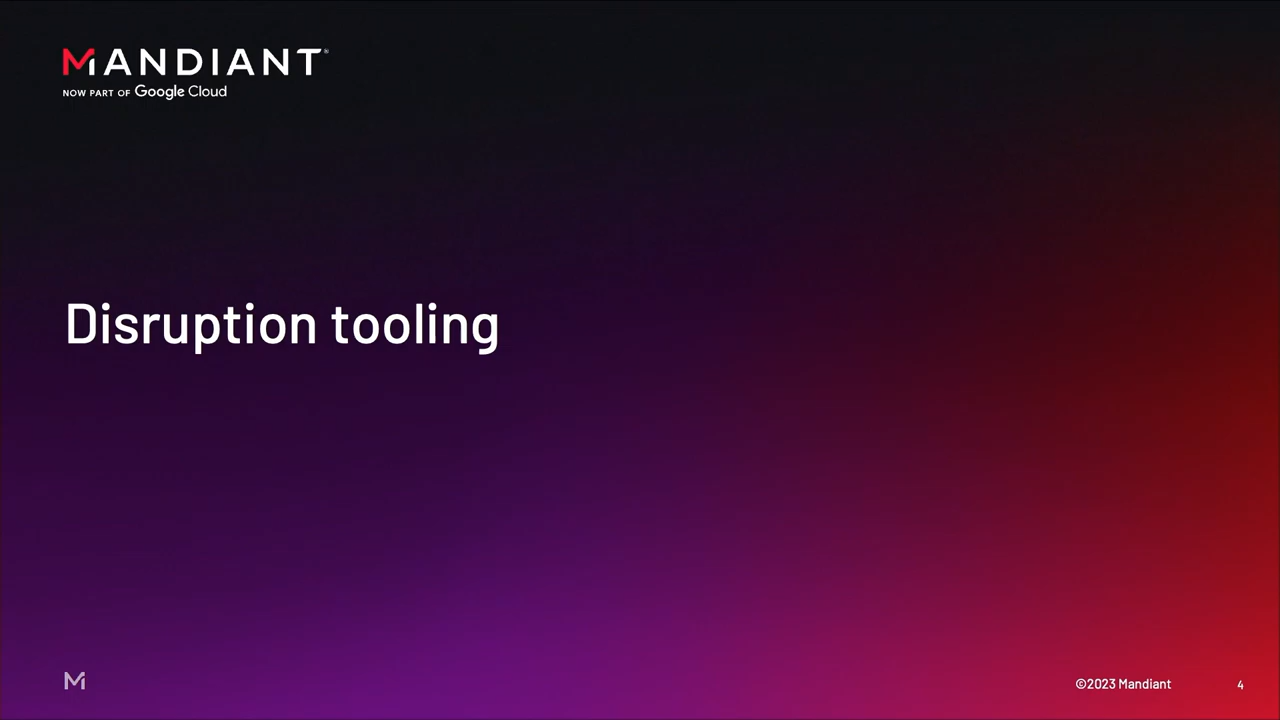 MANDIANT®
NOW PART OF Google Cloud
Disruption tooling
M
©2023 Mandiant
4